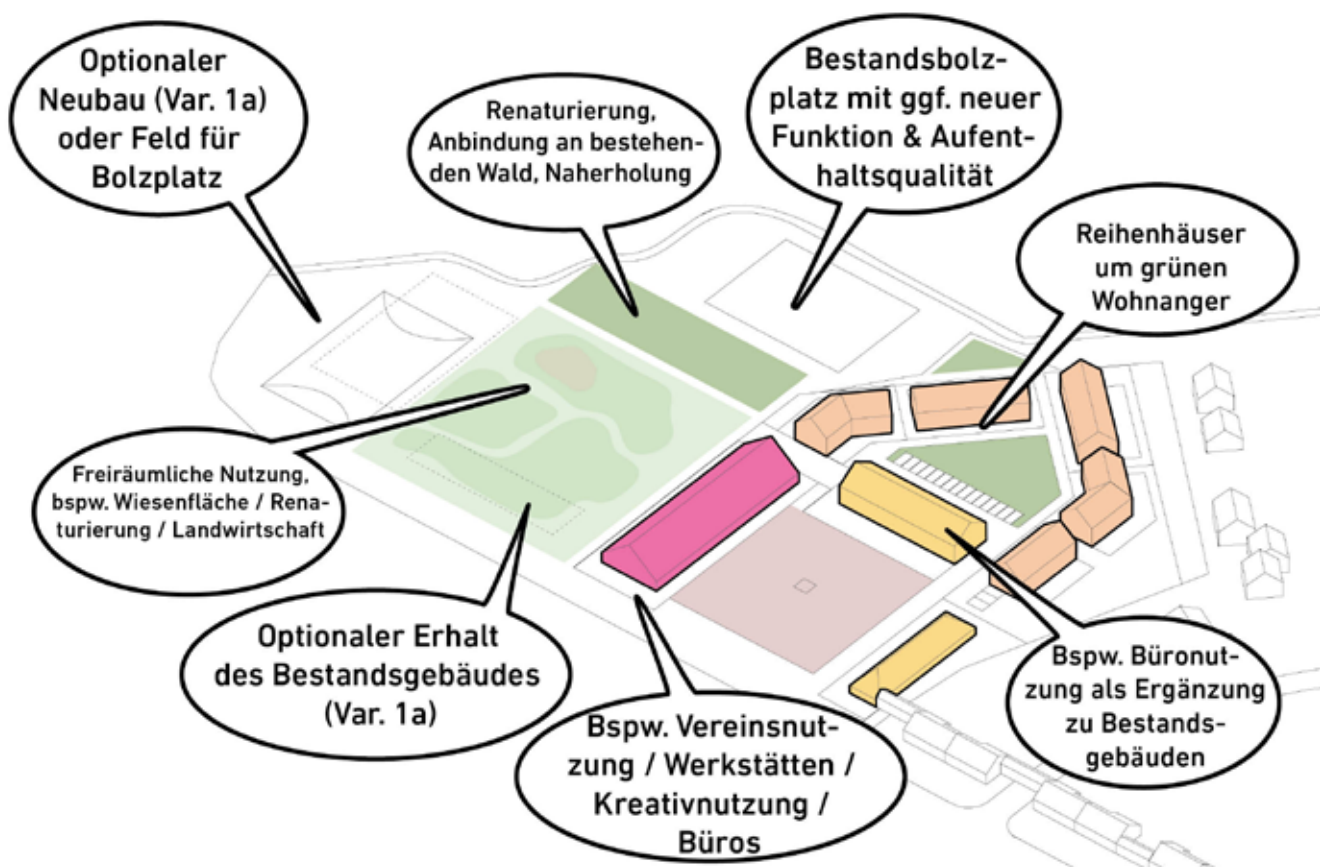 Optionaler
Neubau (Var. 1a)
oder Feld für
Bolzplatz
Renaturierung,
Anbindung an bestehen-
den Wald, Naherholung
Bestandsbolz-
platz mit ggf. neuer
Funktion & Aufent-
haltsqualität
Reihenhäuser
um grünen
Wohnanger
Freiräumliche Nutzung,
bspw. Wiesenfläche / Rena-
turierung / Landwirtschaft
Optionaler Erhalt
des Bestandsgebäudes
(Var. 1a)
Bspw. Vereinsnut-
zung / Werkstätten /
Kreativnutzung /
Büros
Bspw. Büronut-
zung als Ergänzung
zu Bestands-
gebäuden